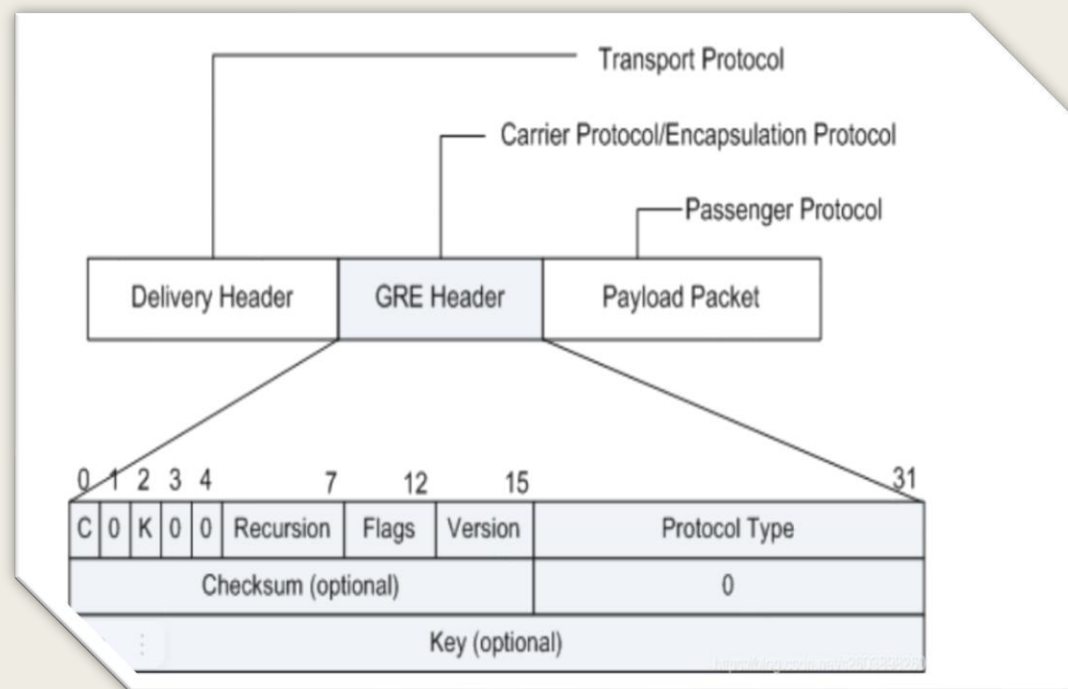 Transport Protocol
Carrier Protocol/Encapsulation Protocol
Passenger Protocol
Delivery Header GRE Header Payload Packet
0 1 2 3 4 7 12 15 31
C 0 K 0 0 Recursion Flags Version Protocol Type
Checksum (optional) 0
Key (optional)